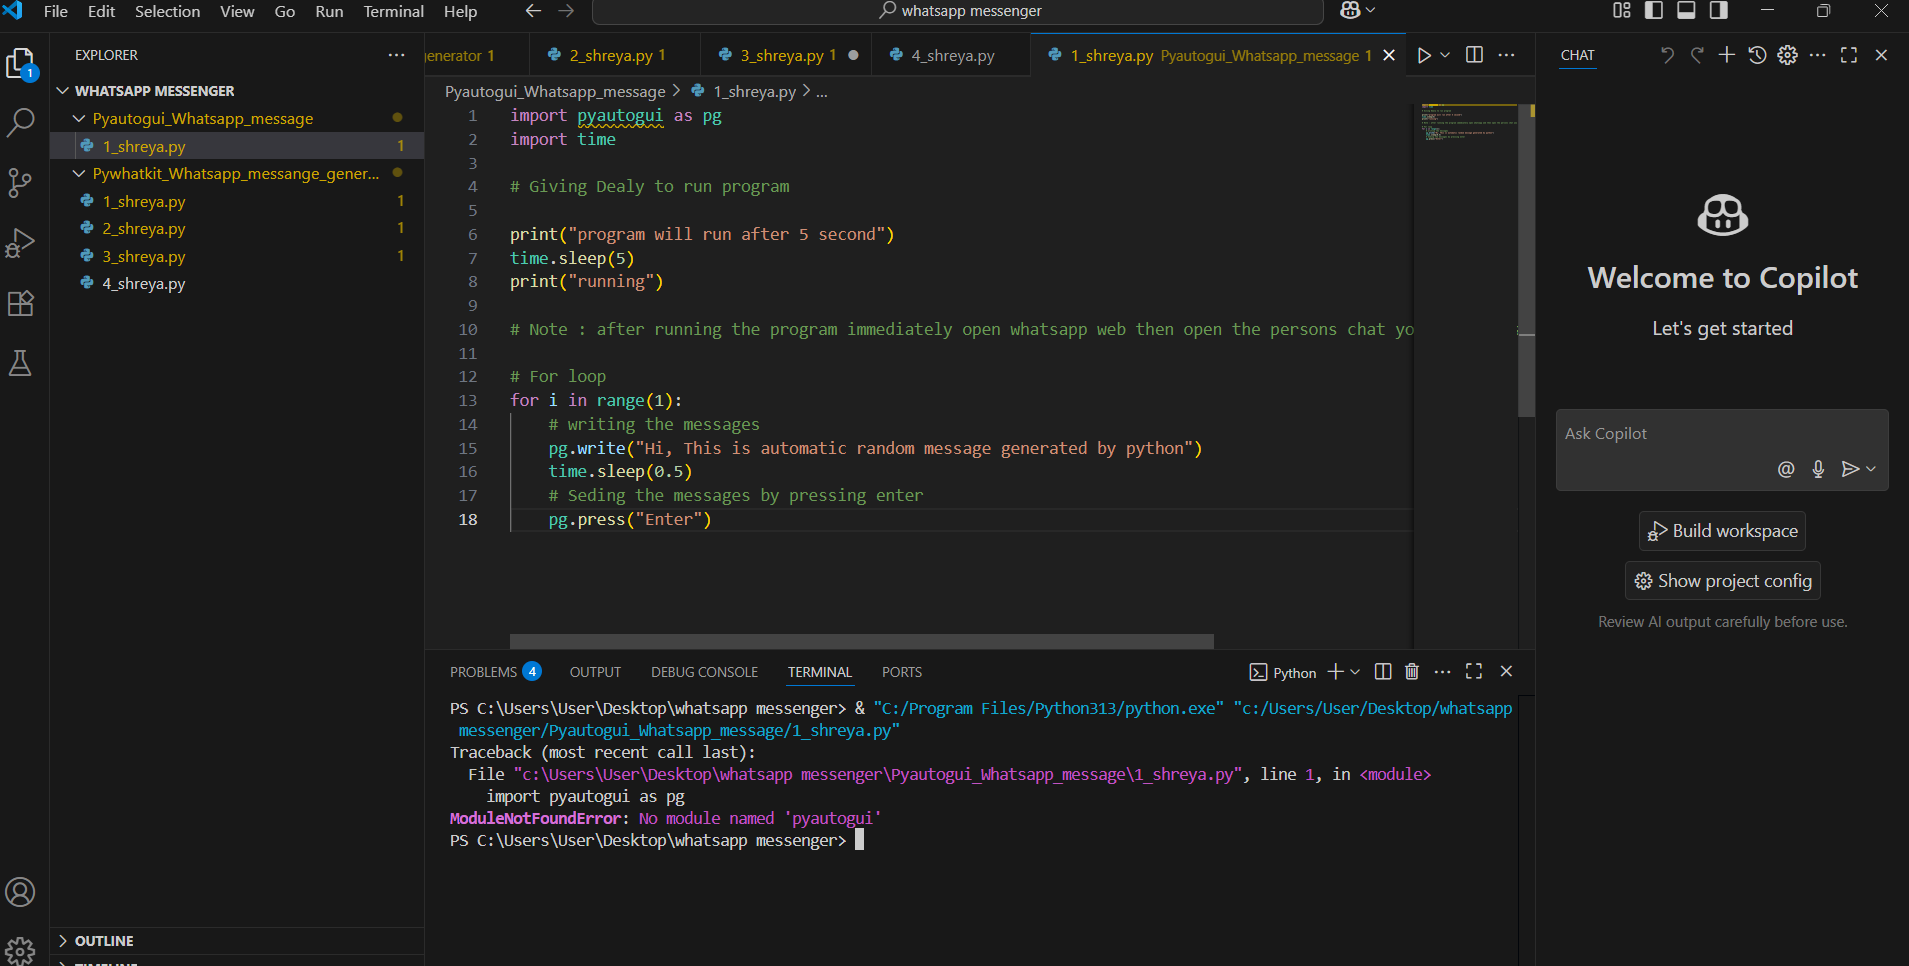 File Edit Selection View Go Run Terminal Help
whatsapp messenger
EXPLORER
WHATSAPP MESSENGER
Pyautogui_Whatsapp_message
1_shreya.py 1
Pywhatkit_Whatsapp_messange_gener...
1_shreya.py 1
2_shreya.py 1
3_shreya.py 1
4_shreya.py
OUTLINE
TIMELINE
1
enerator 1
2_shreya.py 1
3_shreya.py 1
4_shreya.py
1_shreya.py Pyautogui_Whatsapp_message 1
Pyautogui_Whatsapp_message > 1_shreya.py > ...
1 import pyautogui as pg
2 import time
3
4 # Giving Dealy to run program
5
6 print("program will run after 5 second")
7 time.sleep(5)
8 print("running")
9
10 # Note : after running the program immediately open whatsapp web then open the persons chat yo
11
12 # For loop
13 for i in range(1):
14 # writing the messages
15 pg.write("Hi, This is automatic random message generated by python")
16 time.sleep(0.5)
17 # Seding the messages by pressing enter
18 pg.press("Enter")
PROBLEMS 4 OUTPUT DEBUG CONSOLE TERMINAL PORTS
Python
PS C:\Users\User\Desktop\whatsapp messenger> & "C:/Program Files/Python313/python.exe" "c:/Users/User/Desktop/whatsapp
messenger/Pyautogui_Whatsapp_message/1_shreya.py"
Traceback (most recent call last):
File "c:\Users\User\Desktop\whatsapp messenger\Pyautogui_Whatsapp_message\1_shreya.py", line 1, in <module>
import pyautogui as pg
ModuleNotFoundError: No module named 'pyautogui'
PS C:\Users\User\Desktop\whatsapp messenger>
CHAT
Welcome to Copilot
Let's get started
Ask Copilot
@
Build workspace
Show project config
Review AI output carefully before use.